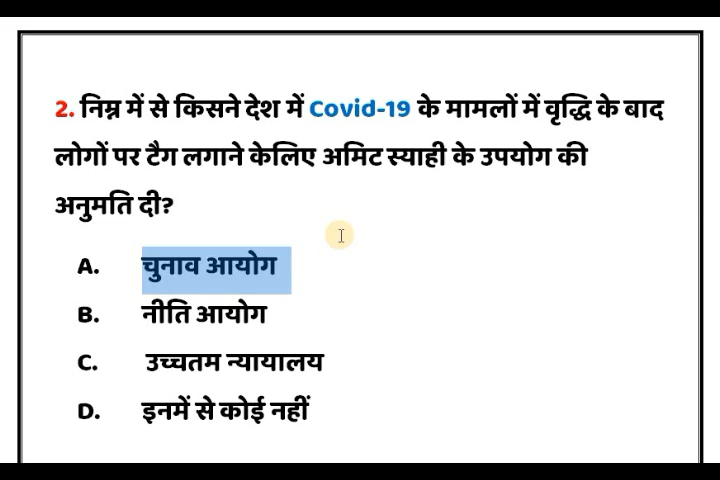 2. निम्न में से किसने देश में Covid-19 के मामलों में वृद्धि के बाद
लोगों पर टैग लगाने केलिए अमिट स्याही के उपयोग की
अनुमति दी?
A. चुनाव आयोग
B. नीति आयोग
C. उच्चतम न्यायालय
D. इनमें से कोई नहीं